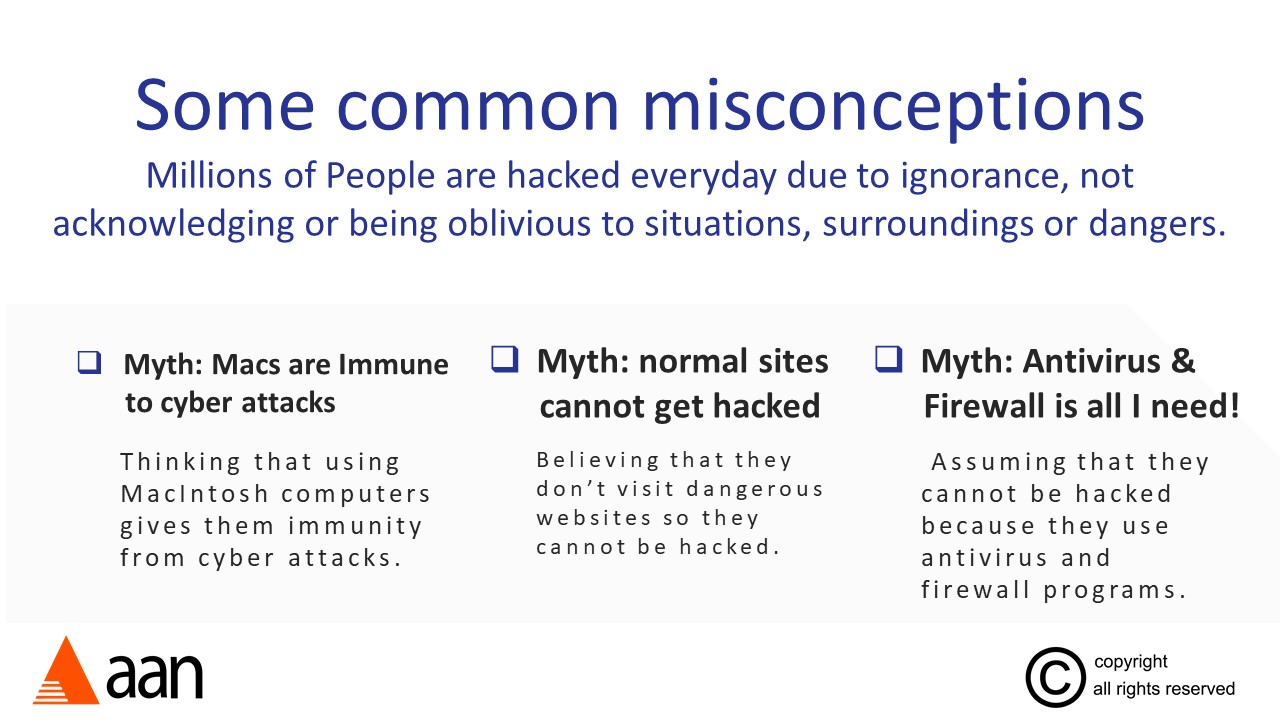 Some common misconceptions
Millions of People are hacked everyday due to ignorance, not
acknowledging or being oblivious to situations, surroundings or dangers.
❑ Myth: Macs are Immune
to cyber attacks
Thinking that using
MacIntosh computers
gives them immunity
from cyber attacks.
❑ Myth: normal sites
cannot get hacked
Believing that they
don’t visit dangerous
websites so they
cannot be hacked.
❑ Myth: Antivirus &
Firewall is all I need!
Assuming that they
cannot be hacked
because they use
antivirus and
firewall programs.
aan
© copyright
all rights reserved